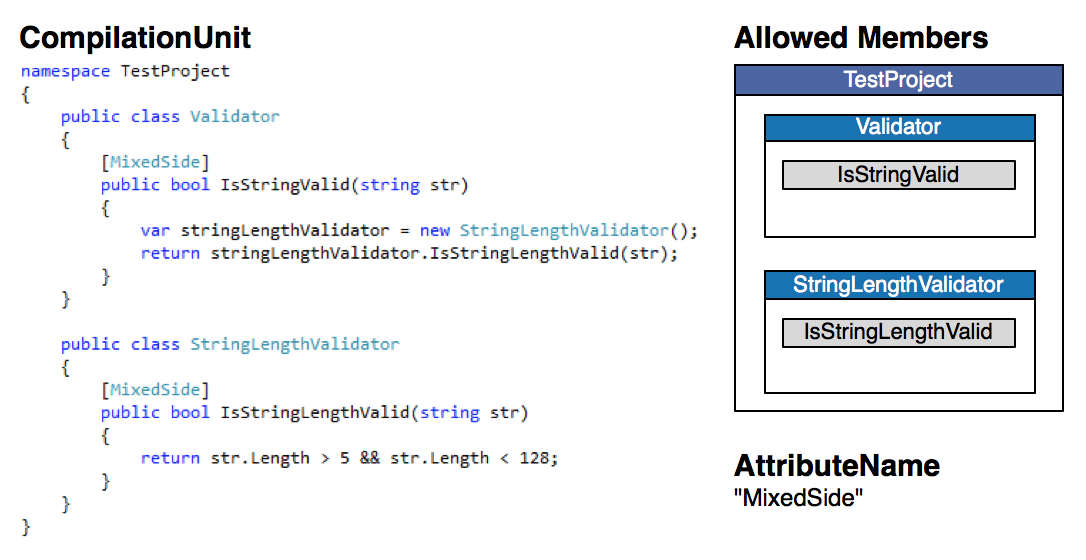 CompilationUnit
namespace TestProject
{
    public class Validator
    {
        [MixedSide]
        public bool IsStringValid(string str)
        {
            var stringLengthValidator = new StringLengthValidator();
            return stringLengthValidator.IsStringLengthValid(str);
        }
    }
    public class StringLengthValidator
    {
        [MixedSide]
        public bool IsStringLengthValid(string str)
        {
            return str.Length > 5 && str.Length < 128;
        }
    }
}
Allowed Members
TestProject
Validator
IsStringValid
StringLengthValidator
IsStringLengthValid
AttributeName
"MixedSide"